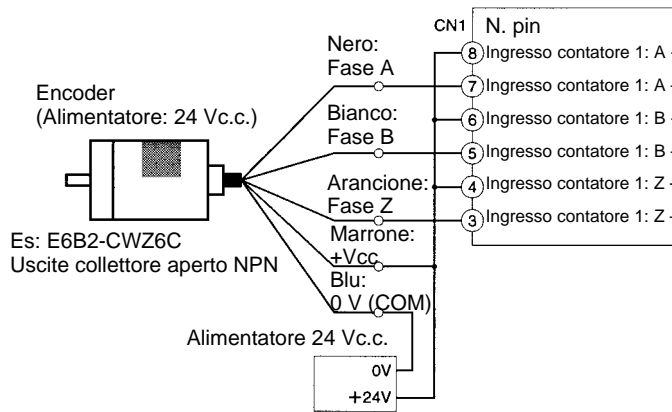 CN1 N. pin
Nero:
Fase A
8 Ingresso contatore 1: A -
7 Ingresso contatore 1: A -
Encoder
(Alimentatore: 24 Vc.c.)
Bianco:
Fase B
6 Ingresso contatore 1: B -
5 Ingresso contatore 1: B -
Arancione:
Fase Z
4 Ingresso contatore 1: Z -
3 Ingresso contatore 1: Z -
Es: E6B2-CWZ6C
Uscite collettore aperto NPN
Marrone:
+Vcc
Blu:
0 V (COM)
Alimentatore 24 Vc.c.
0V
+24V